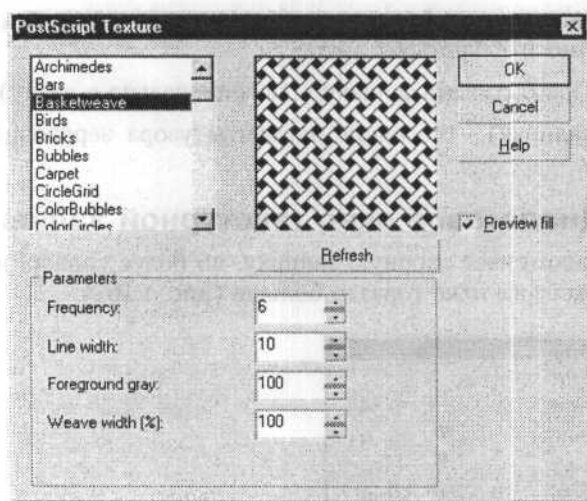 PostScript Texture
Archimedes
Bars
Basketweave
Birds
Bricks
Bubbles
Carpet
CircleGrid
ColorBubbles
ColorCircles
OK
Cancel
Help
Preview fill
Refresh
Parameters
Frequency: 6
Line width: 10
Foreground gray: 100
Weave width (%): 100